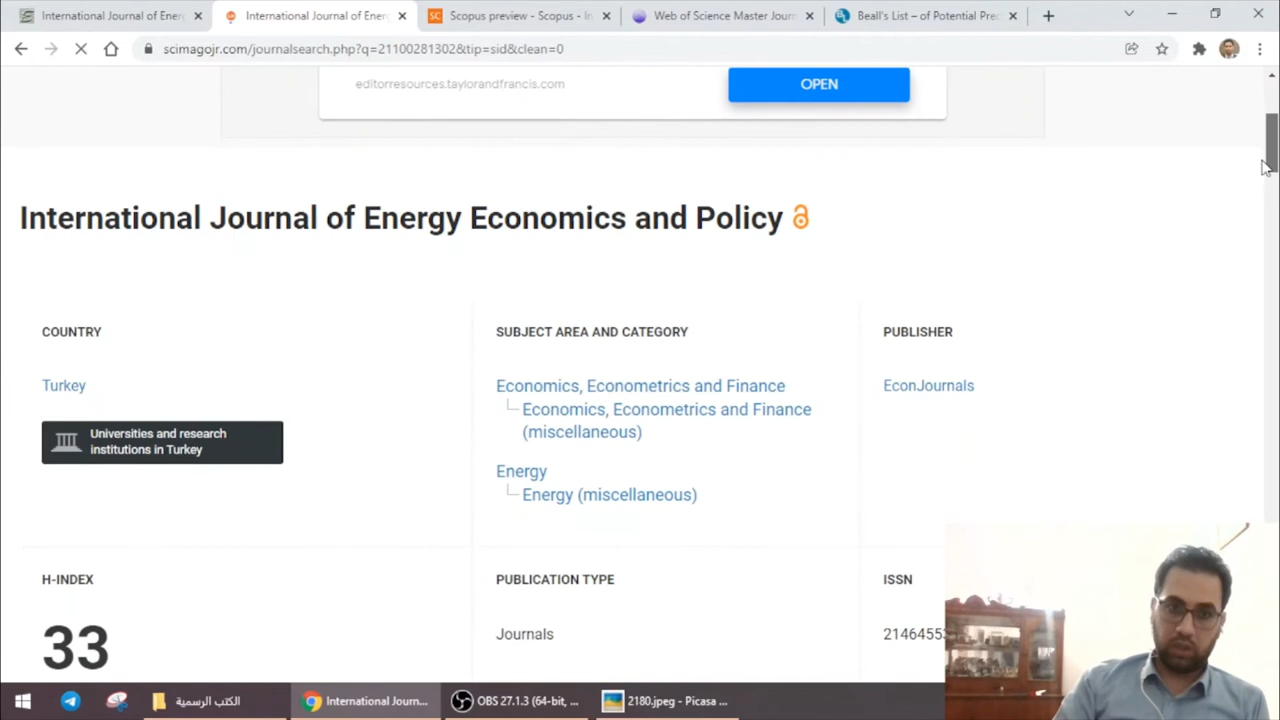 International Journal of Energ
International Journal of Ener
Scopus preview - Scopus - In
Web of Science Master Journ
Beall's List – of Potential Pred
scimagojr.com/journalsearch.php?q=21100281302&tip=sid&clean=0
editorresources.taylorandfrancis.com
OPEN
International Journal of Energy Economics and Policy
COUNTRY
Turkey
Universities and research
institutions in Turkey
SUBJECT AREA AND CATEGORY
Economics, Econometrics and Finance
Economics, Econometrics and Finance
(miscellaneous)
Energy
Energy (miscellaneous)
PUBLISHER
EconJournals
H-INDEX
33
PUBLICATION TYPE
Journals
ISSN
2146455
الكتب الرسمية
International Journ...
OBS 27.1.3 (64-bit, ...
2180.jpeg - Picasa ...